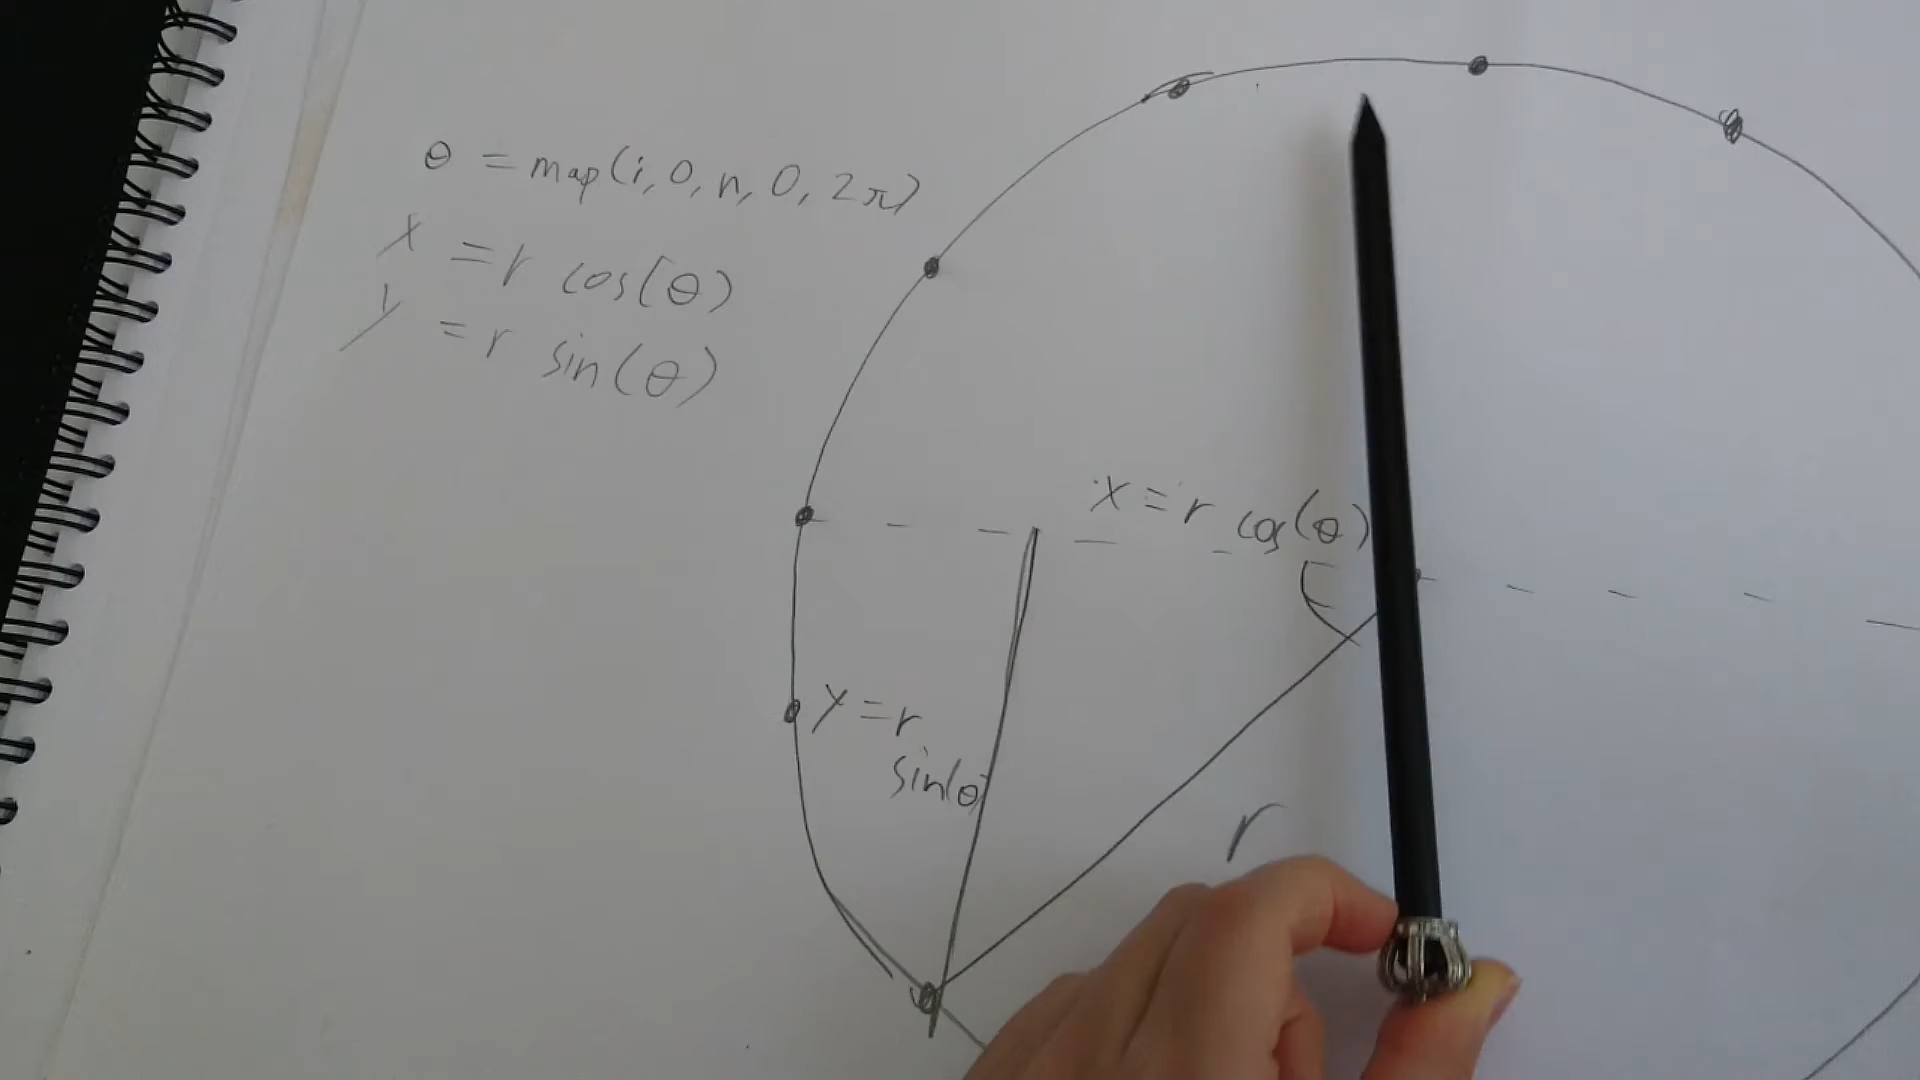 θ = map(i, 0, n, 0, 2π)
x = r cos(θ)
y = r sin(θ)
x = r cos(θ)
y = r
sin(θ)
r